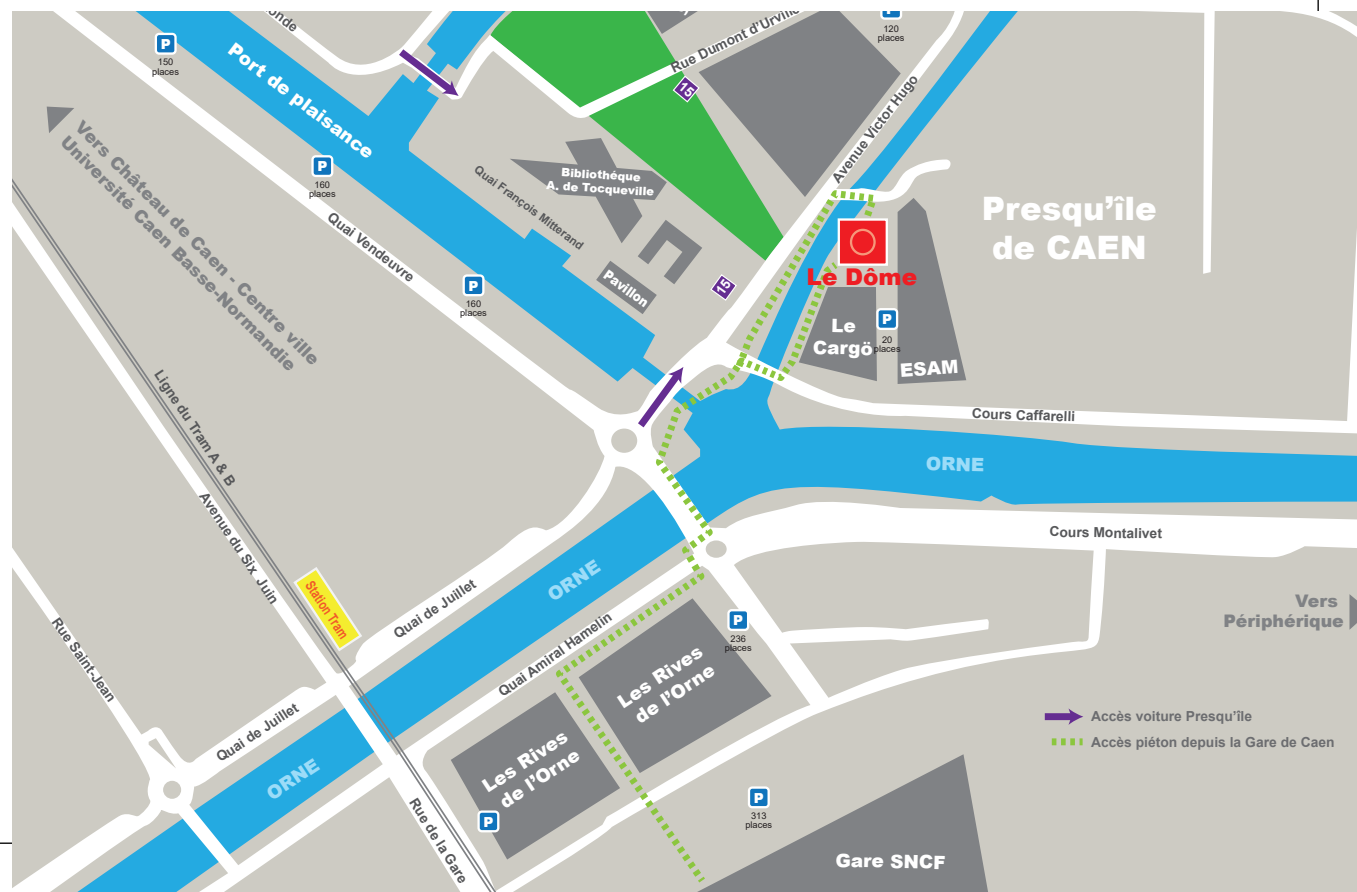 onde
P
150
places
Port de plaisance
Rue Dumont d'Urville
P
120
places
15
Avenue Victor Hugo
Vers Château de Caen - Centre ville
Université Caen Basse-Normandie
P
160
places
Bibliothéque
A. de Tocqueville
Quai François Mitterand
Quai Vendeuvre
Presqu'île
de CAEN
Le Dôme
P
160
places
Pavillon
15
Le
Cargö
P
20
places
ESAM
Cours Caffarelli
Ligne du Tram A & B
ORNE
Avenue du Six Juin
Cours Montalivet
ORNE
Station Tram
Quai de Juillet
Vers
Périphérique
Rue Saint-Jean
Quai Amiral Hamelin
P
236
places
Les Rives
de l'Orne
Quai de Juillet
Accès voiture Presqu'île
Accès piéton depuis la Gare de Caen
Les Rives
de l'Orne
ORNE
P
313
places
P
Rue de la Gare
Gare SNCF